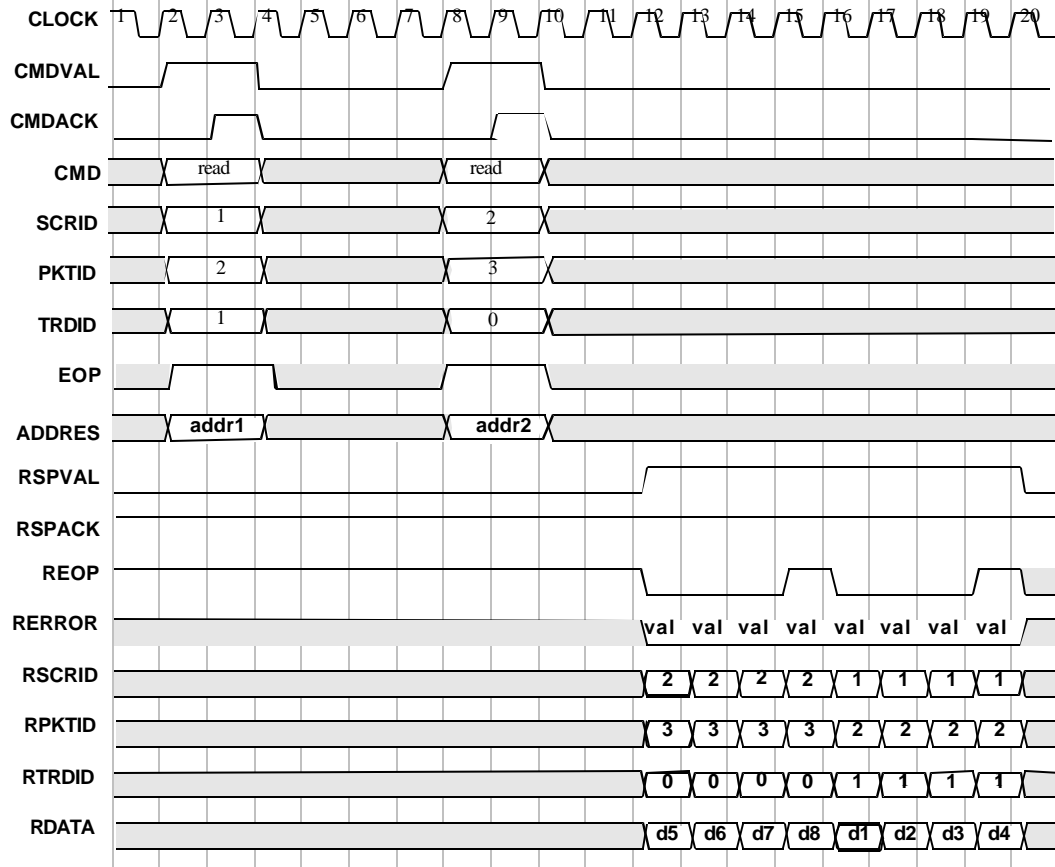 CLOCK 1 2 3 4 5 6 7 8 9 10 11 12 13 14 15 16 17 18 19 20
CMDVAL
CMDACK
CMD read read
SCRID 1 2
PKTID 2 3
TRDID 1 0
EOP
ADDRES addr1 addr2
RSPVAL
RSPACK
REOP
RERROR val val val val val val val val
RSCRID 2 2 2 2 1 1 1 1
RPKTID 3 3 3 3 2 2 2 2
RTRDID 0 0 0 0 1 1 1 1
RDATA d5 d6 d7 d8 d1 d2 d3 d4